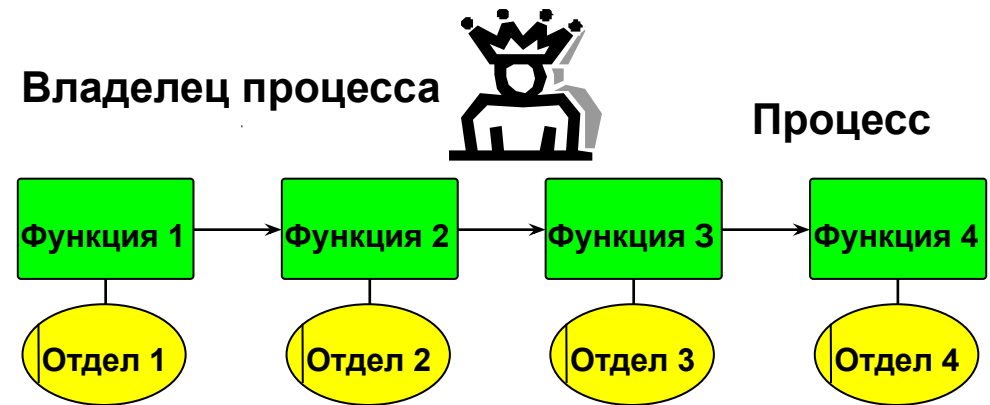 Владелец процесса
Процесс
Функция 1
Функция 2
Функция 3
Функция 4
Отдел 1
Отдел 2
Отдел 3
Отдел 4